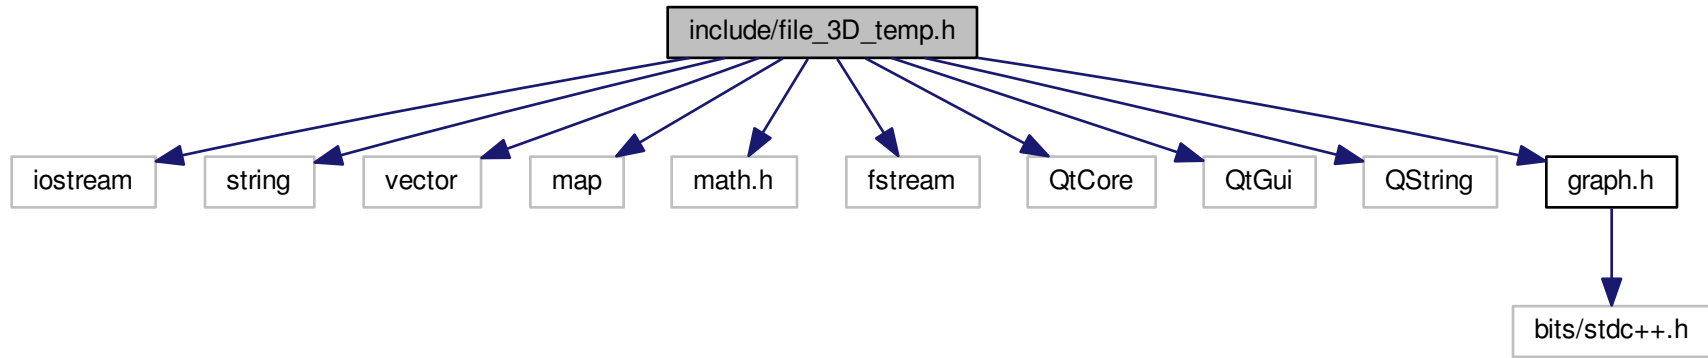 include/file_3D_temp.h
iostream
string
vector
map
math.h
fstream
QtCore
QtGui
QString
graph.h
bits/stdc++.h